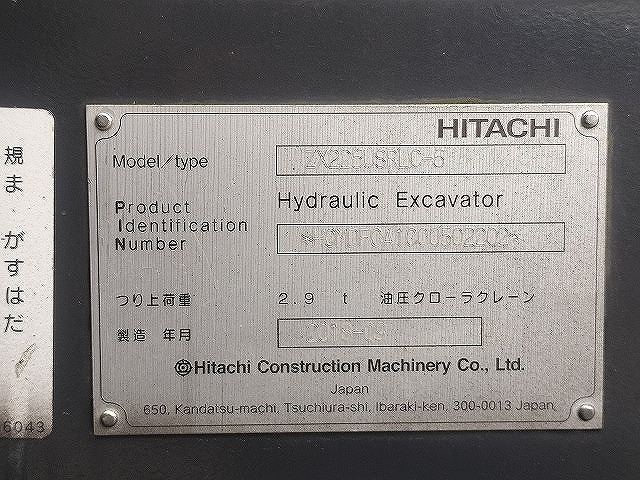 HITACHI
Model/type
Product Hydraulic Excavator
Identification
Number
つり上荷重 2.9 t 油圧クローラクレーン
製造 年月
Hitachi Construction Machinery Co., Ltd.
Japan
650, Kandatsu-machi, Tsuchiura-shi, Ibaraki-ken, 300-0013 Japan
規ま がすはだ
6043